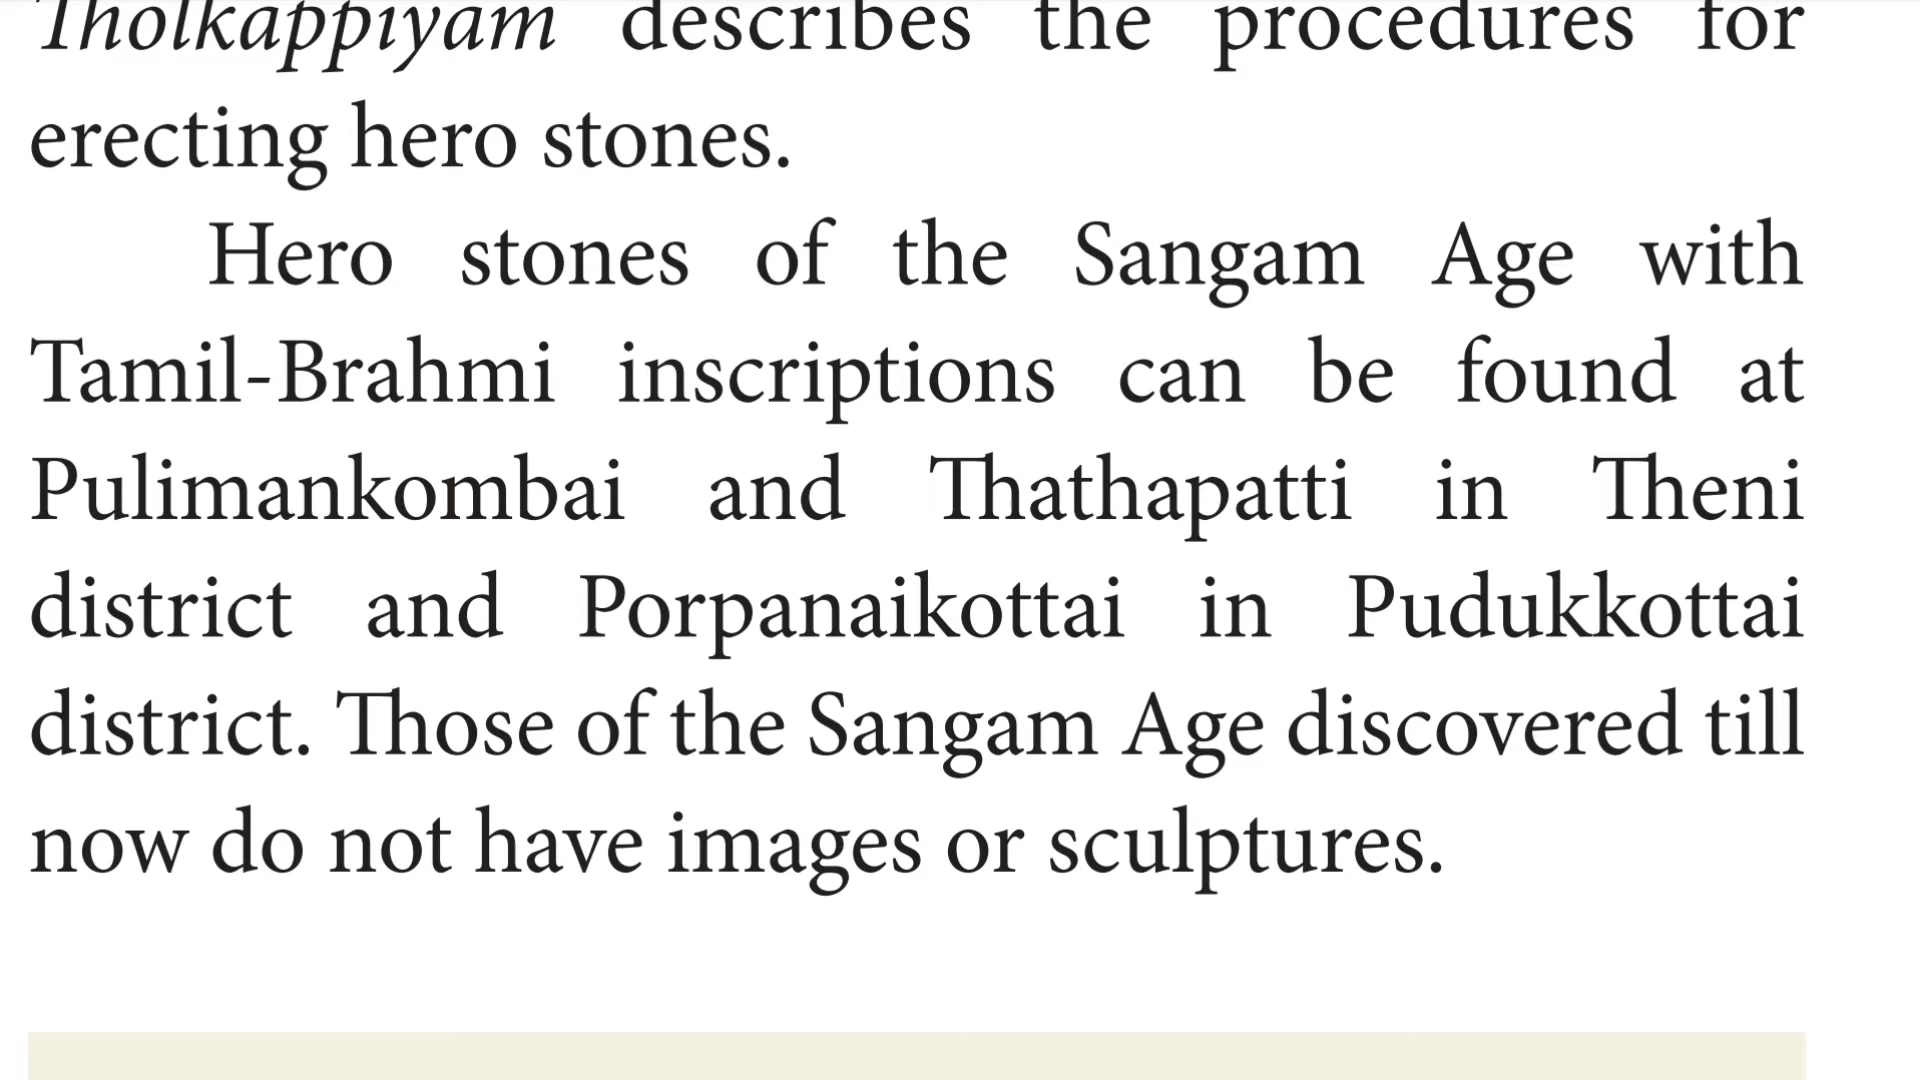 Tholkappiyam describes the procedures for
erecting hero stones.
Hero stones of the Sangam Age with
Tamil-Brahmi inscriptions can be found at
Pulimankombai and Thathapatti in Theni
district and Porpanaikottai in Pudukkottai
district. Those of the Sangam Age discovered till
now do not have images or sculptures.